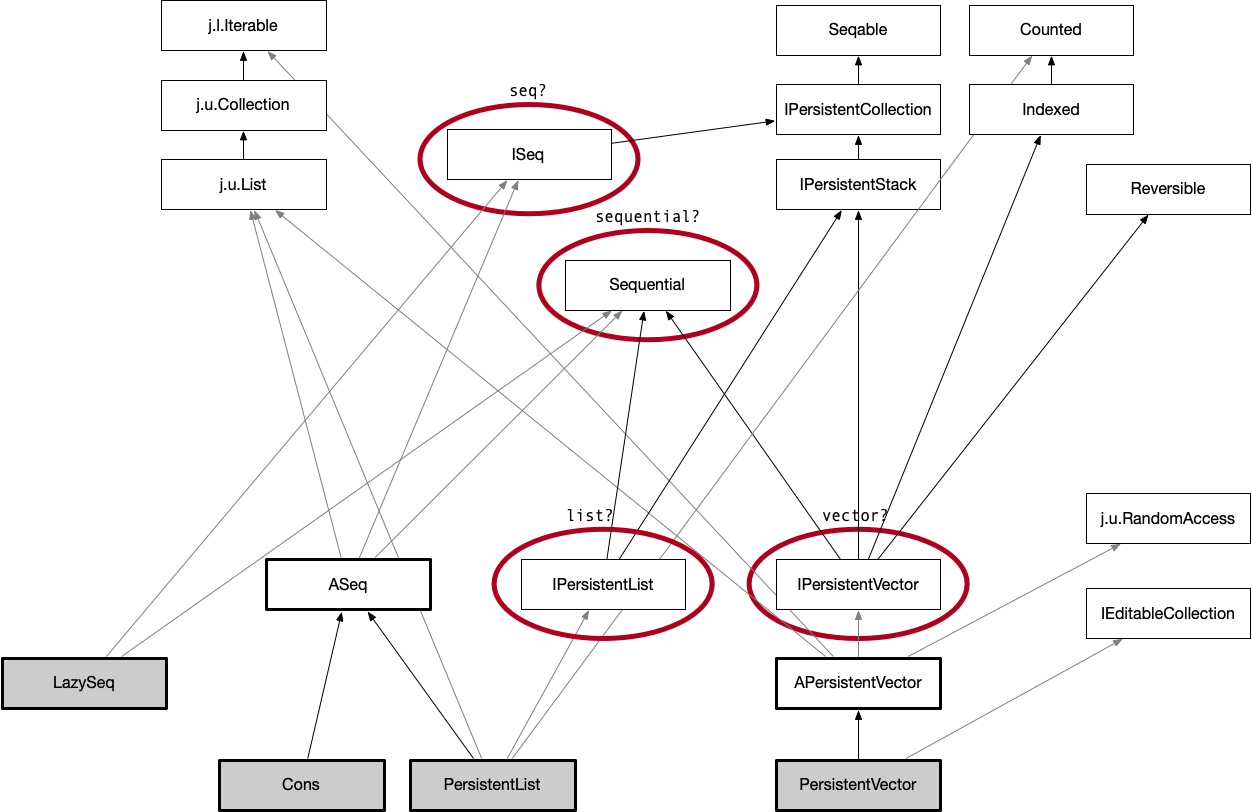 j.l.Iterable
Seqable
Counted
seq?
j.u.Collection
IPersistentCollection
Indexed
ISeq
j.u.List
IPersistentStack
Reversible
sequential?
Sequential
list?
vector?
j.u.RandomAccess
ASeq
IPersistentList
IPersistentVector
IEditableCollection
LazySeq
APersistentVector
Cons
PersistentList
PersistentVector